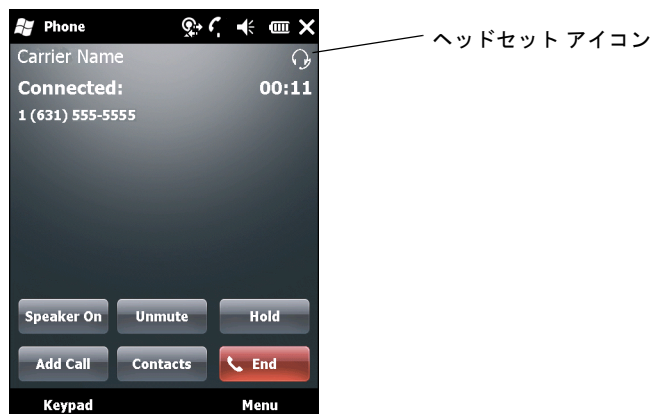 Phone
ヘッドセット アイコン
Carrier Name
Connected: 00:11
1 (631) 555-5555
Speaker On Unmute Hold
Add Call Contacts End
Keypad Menu